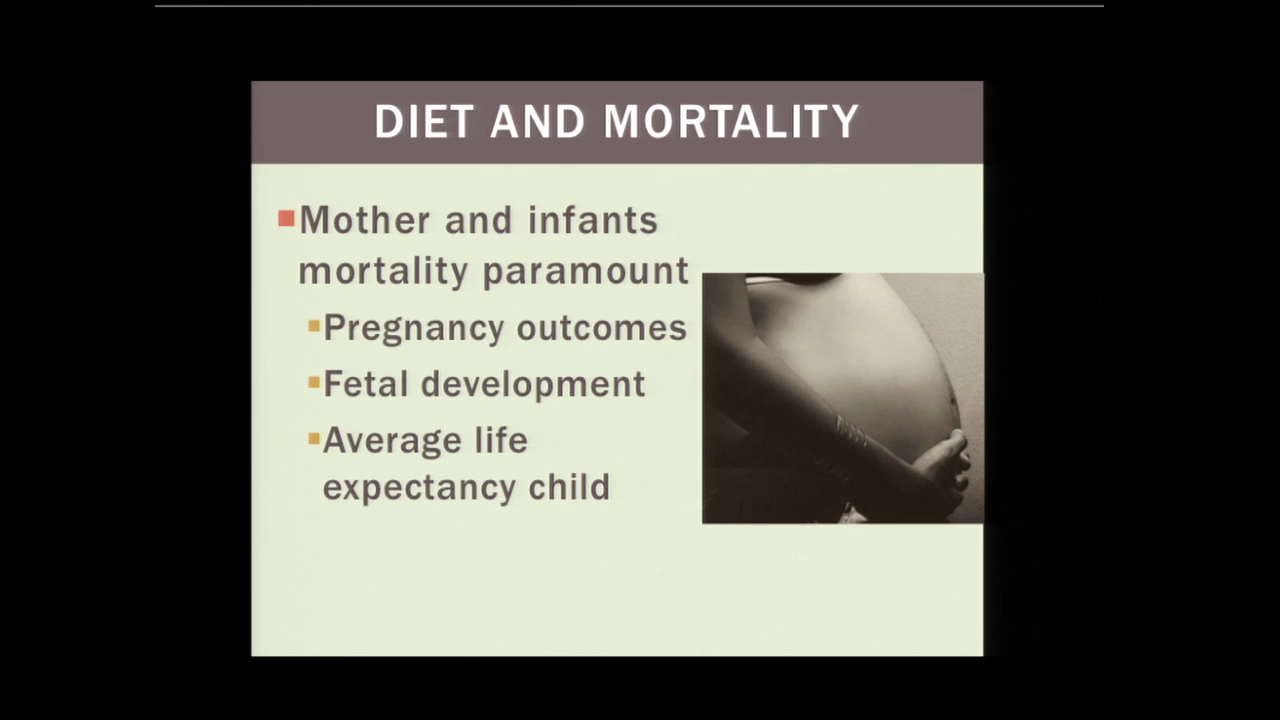 DIET AND MORTALITY
Mother and infants
mortality paramount
Pregnancy outcomes
Fetal development
Average life
expectancy child